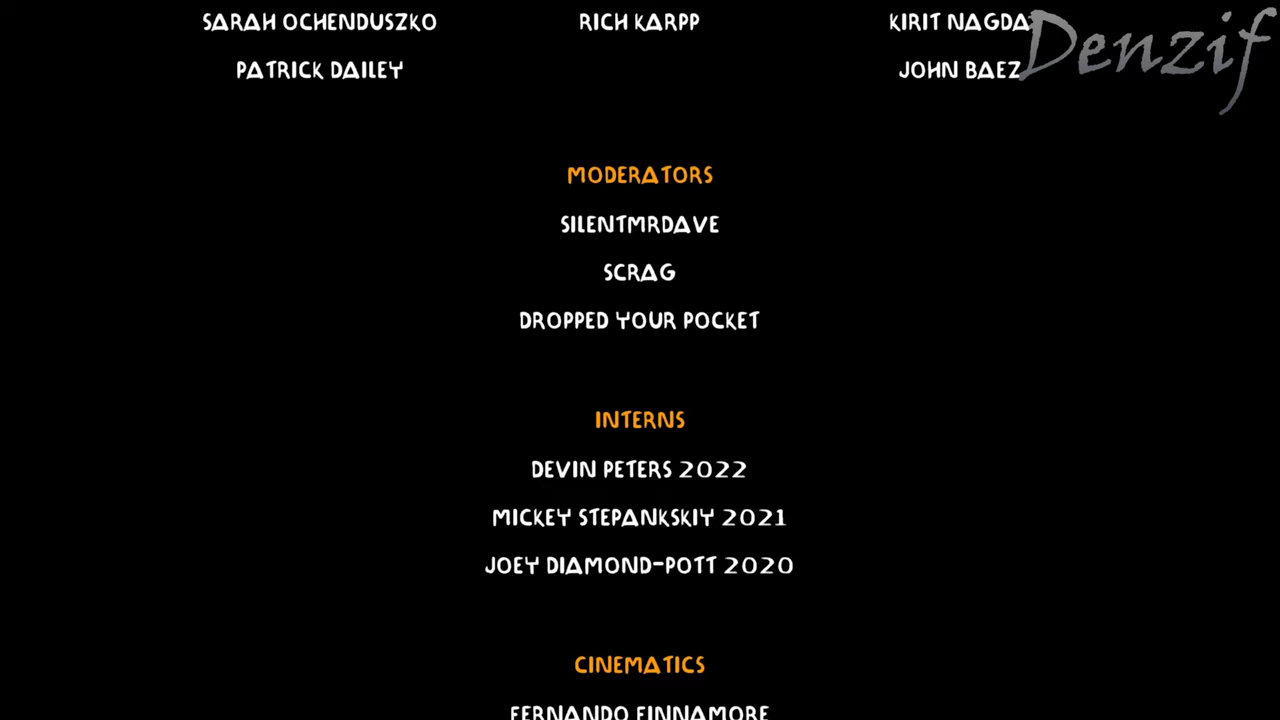 SARAH OCHENDUSZKO RICH KARPP KIRIT NAGDA
PATRICK DAILEY JOHN BAEZ
Denzif
MODERATORS
SILENTMRDAVE
SCRAG
DROPPED YOUR POCKET
INTERNS
DEVIN PETERS 2022
MICKEY STEPANKSKIY 2021
JOEY DIAMOND-POTT 2020
CINEMATICS
FERNANDO FINNAMORE